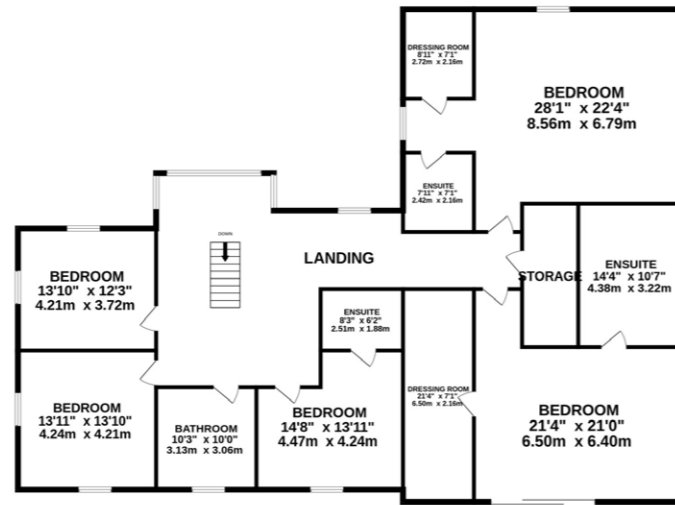 DRESSING ROOM
8'11" x 7'1"
2.72m x 2.16m
BEDROOM
28'1" x 22'4"
8.56m x 6.79m
ENSUITE
7'11" x 7'1"
2.42m x 2.16m
DOWN
LANDING
BEDROOM
13'10" x 12'3"
4.21m x 3.72m
STORAGE
ENSUITE
14'4" x 10'7"
4.38m x 3.22m
ENSUITE
8'3" x 6'2"
2.51m x 1.88m
BEDROOM
13'11" x 13'10"
4.24m x 4.21m
BATHROOM
10'3" x 10'0"
3.13m x 3.06m
BEDROOM
14'8" x 13'11"
4.47m x 4.24m
DRESSING ROOM
21'4" x 7'1"
6.50m x 2.16m
BEDROOM
21'4" x 21'0"
6.50m x 6.40m